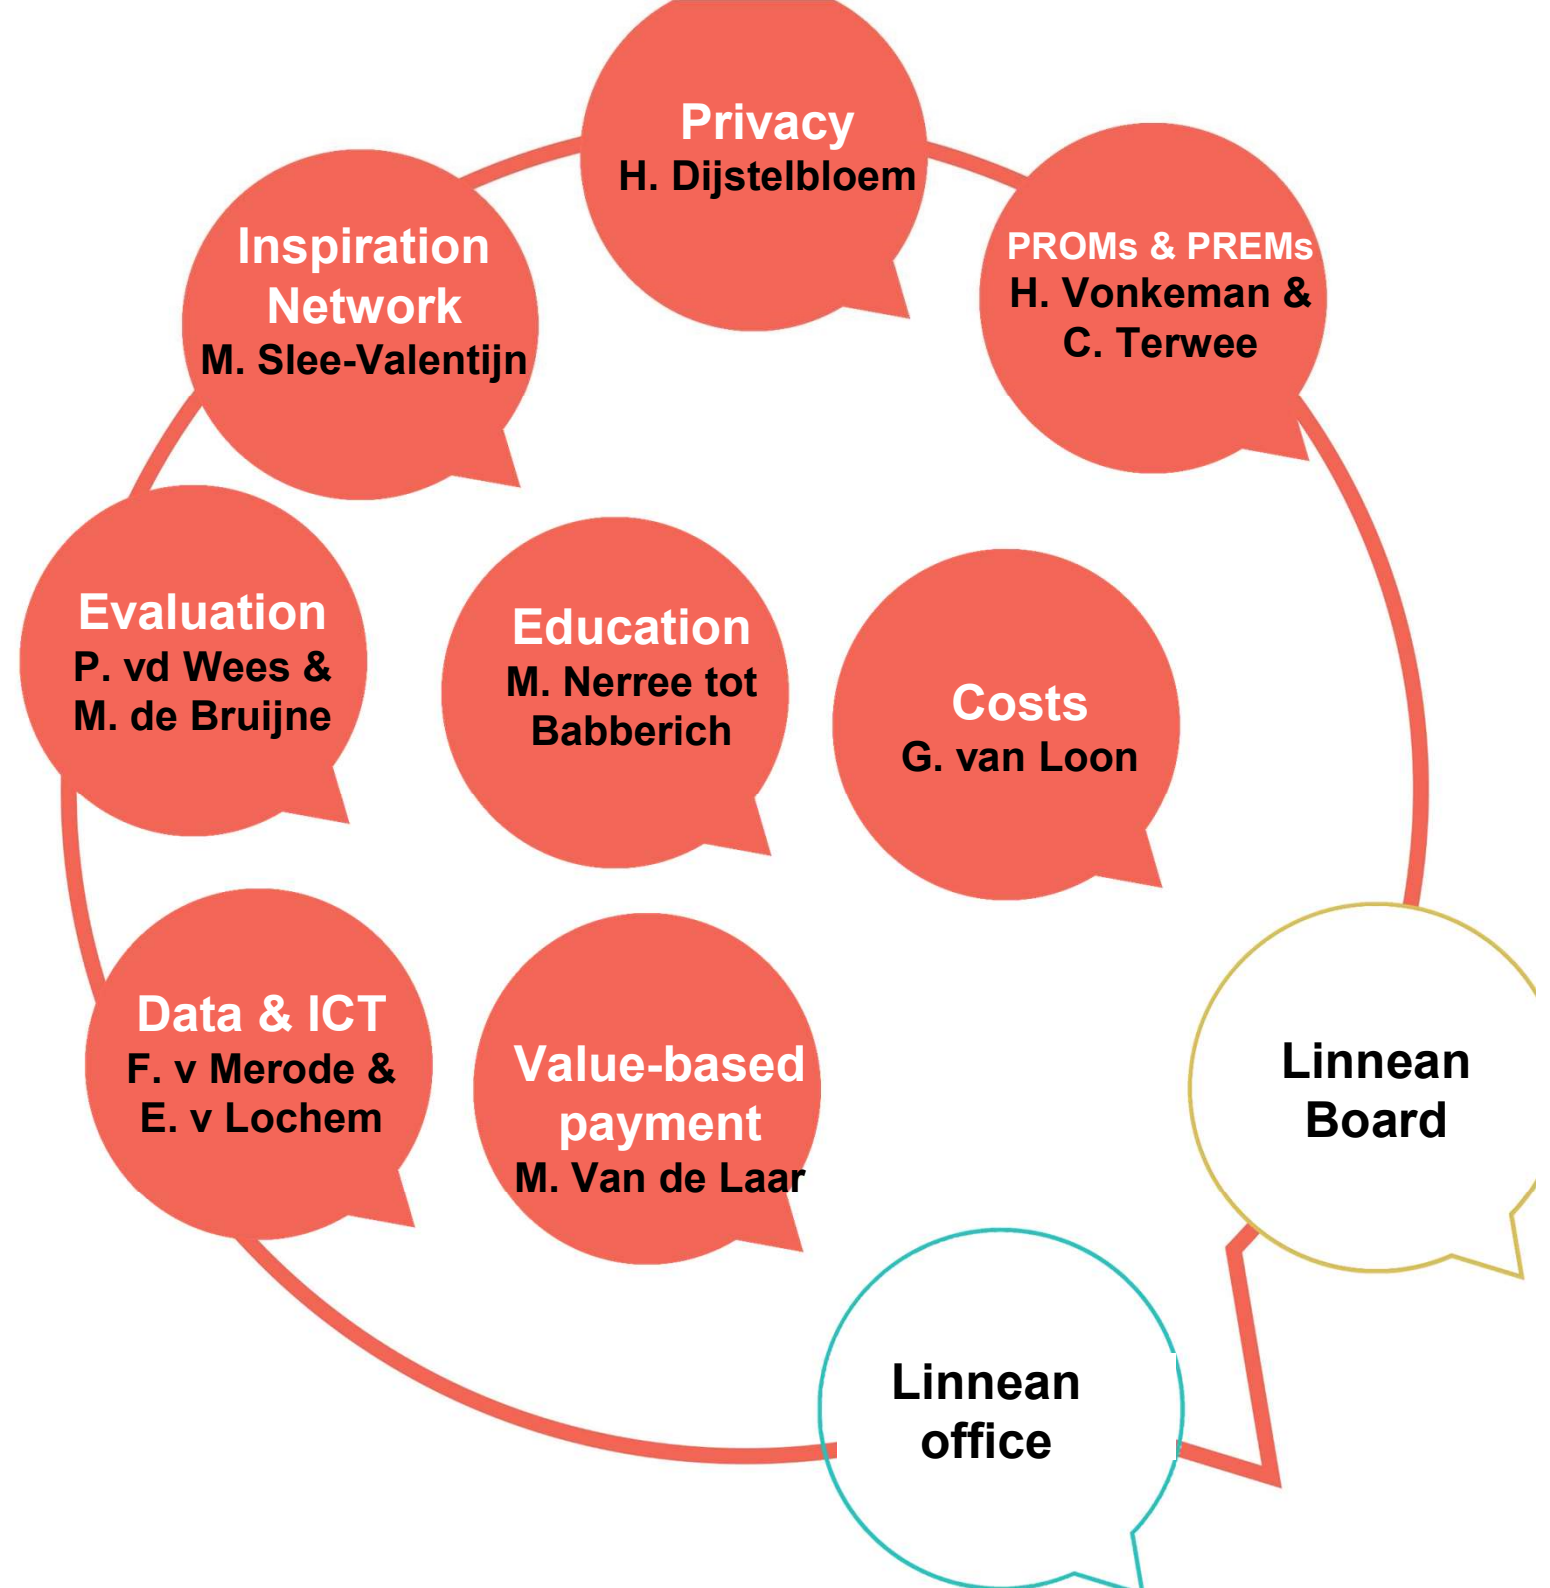 Privacy
H. Dijstelbloem
Inspiration
Network
M. Slee-Valentijn
PROMs & PREMs
H. Vonkeman &
C. Terwee
Evaluation
P. vd Wees &
M. de Bruijne
Education
M. Nerree tot
Babberich
Costs
G. van Loon
Data & ICT
F. v Merode &
E. v Lochem
Value-based
payment
M. Van de Laar
Linnean
Board
Linnean
office